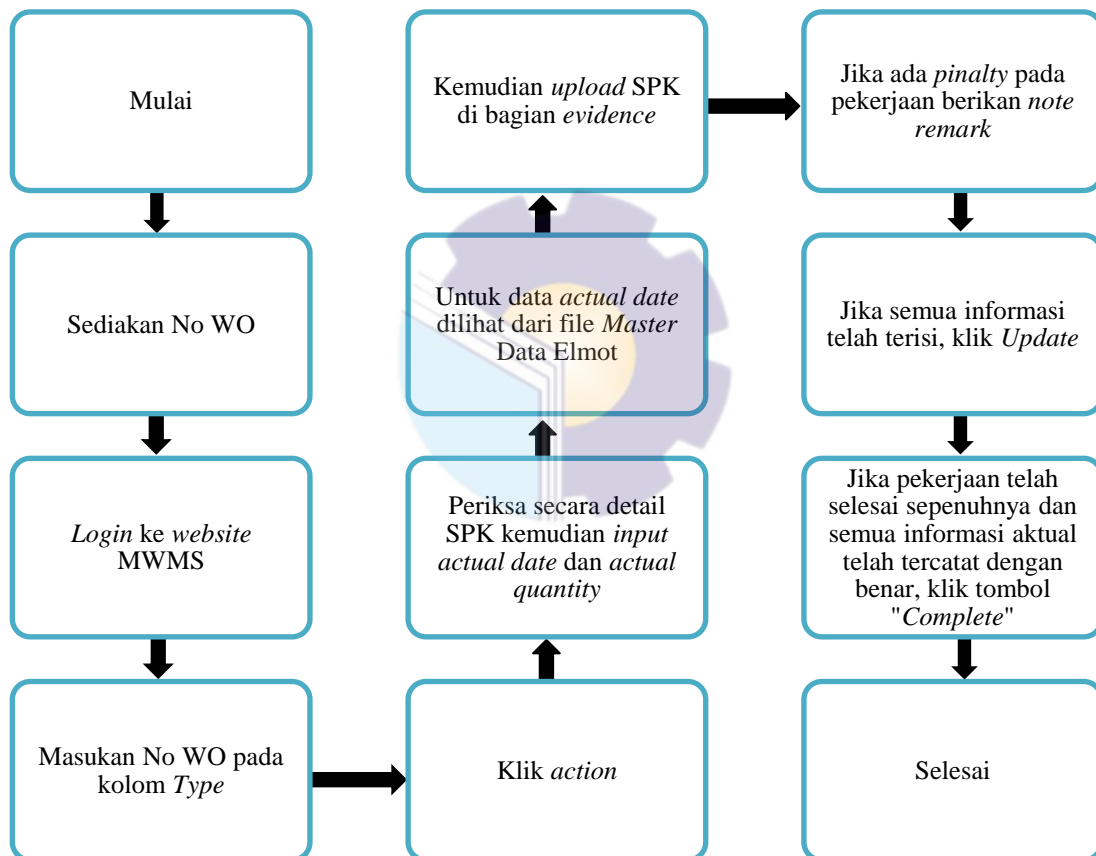 Mulai
Sediakan No WO
Login ke website
MWMS
Masukan No WO pada
kolom Type
Klik action
Periksa secara detail
SPK kemudian input
actual date dan actual
quantity
Untuk data actual date
dilihat dari file Master
Data Elmot
Kemudian upload SPK
di bagian evidence
Jika ada pinalty pada
pekerjaan berikan note
remark
Jika semua informasi
telah terisi, klik Update
Jika pekerjaan telah
selesai sepenuhnya dan
semua informasi aktual
telah tercatat dengan
benar, klik tombol
"Complete"
Selesai